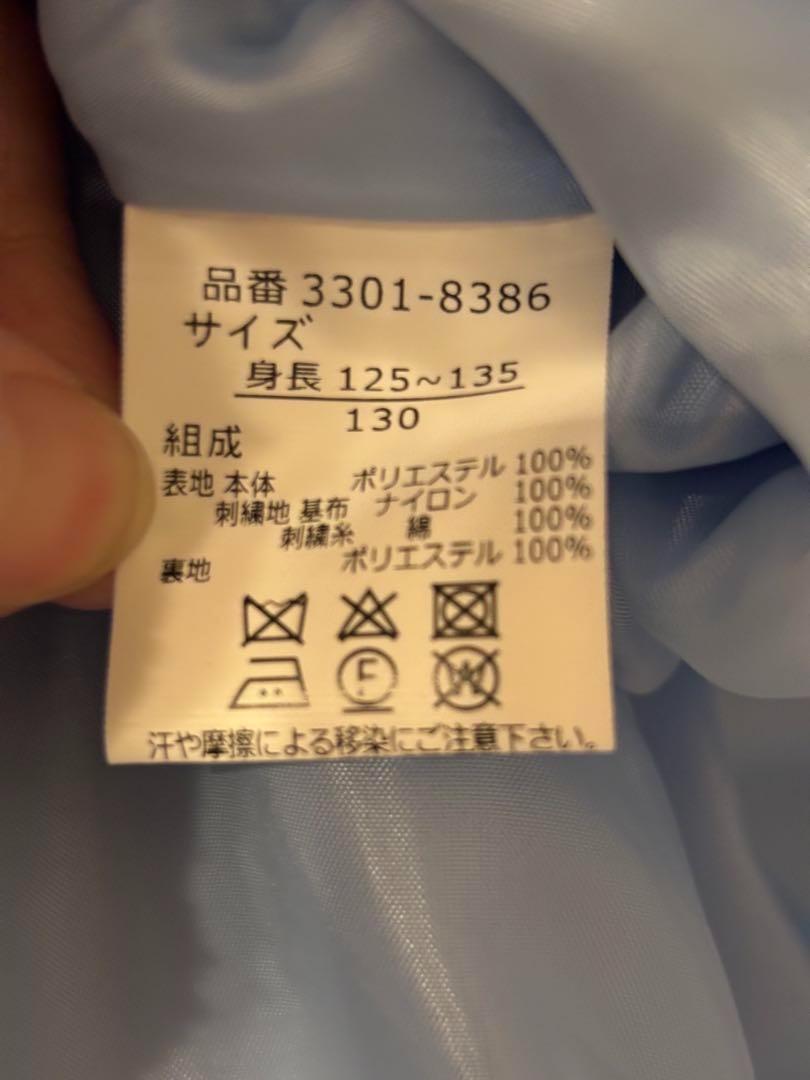 品番 3301-8386
サイズ
身長 125~135
130
組成
表地 本体 ポリエステル 100%
刺繍地 基布 ナイロン 100%
刺繍糸 綿 100%
裏地 ポリエステル 100%
F
W
汗や摩擦による移染にご注意下さい。